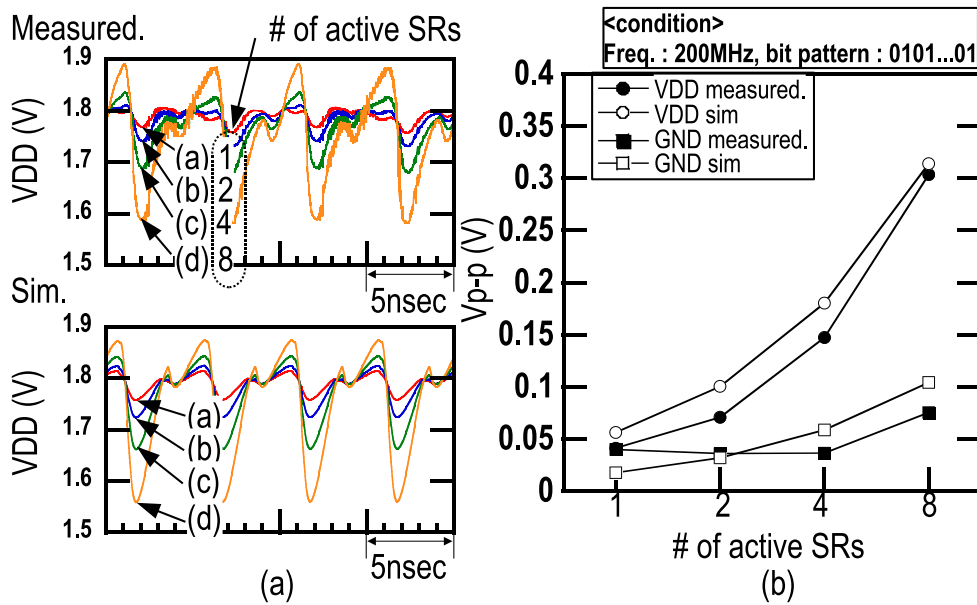 Measured.
# of active SRs
1.9
1.8
1.7
1.6
1.5
VDD (V)
(a) 1
(b) 2
(c) 4
(d) 8
5nsec
Sim.
1.9
1.8
1.7
1.6
1.5
VDD (V)
(a)
(b)
(c)
(d)
5nsec
(a)
<condition>
Freq. : 200MHz, bit pattern : 0101...01
VDD measured.
VDD sim
GND measured.
GND sim
0.4
0.35
0.3
0.25
0.2
0.15
0.1
0.05
0
Vp-p (V)
1 2 4 8
# of active SRs
(b)